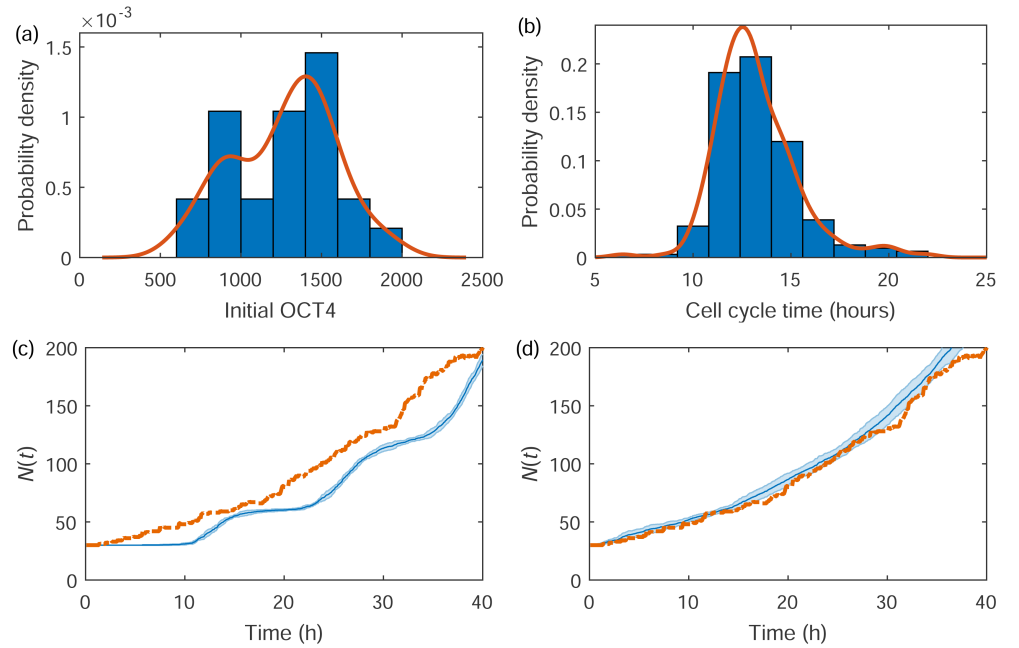 (a)
×10⁻³
1.5
1
0.5
0
Probability density
0 500 1000 1500 2000 2500
Initial OCT4
(b)
0.2
0.15
0.1
0.05
0
Probability density
5 10 15 20 25
Cell cycle time (hours)
(c)
200
150
100
50
0
N(t)
0 10 20 30 40
Time (h)
(d)
200
150
100
50
0
N(t)
0 10 20 30 40
Time (h)